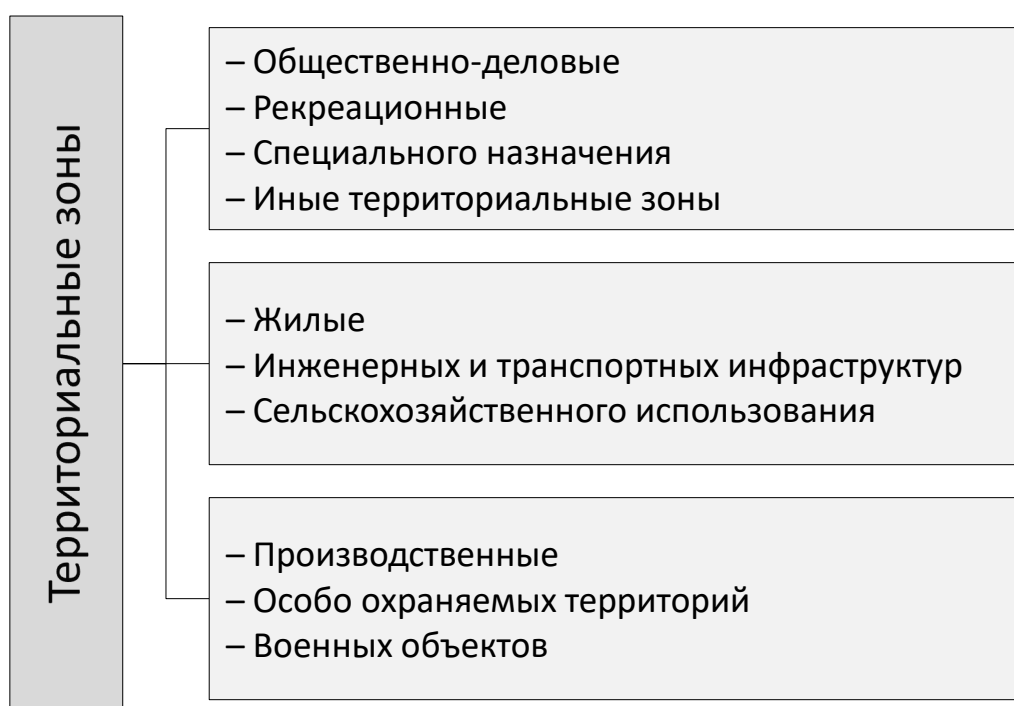 Территориальные зоны
– Общественно-деловые
– Рекреационные
– Специального назначения
– Иные территориальные зоны
– Жилые
– Инженерных и транспортных инфраструктур
– Сельскохозяйственного использования
– Производственные
– Особо охраняемых территорий
– Военных объектов